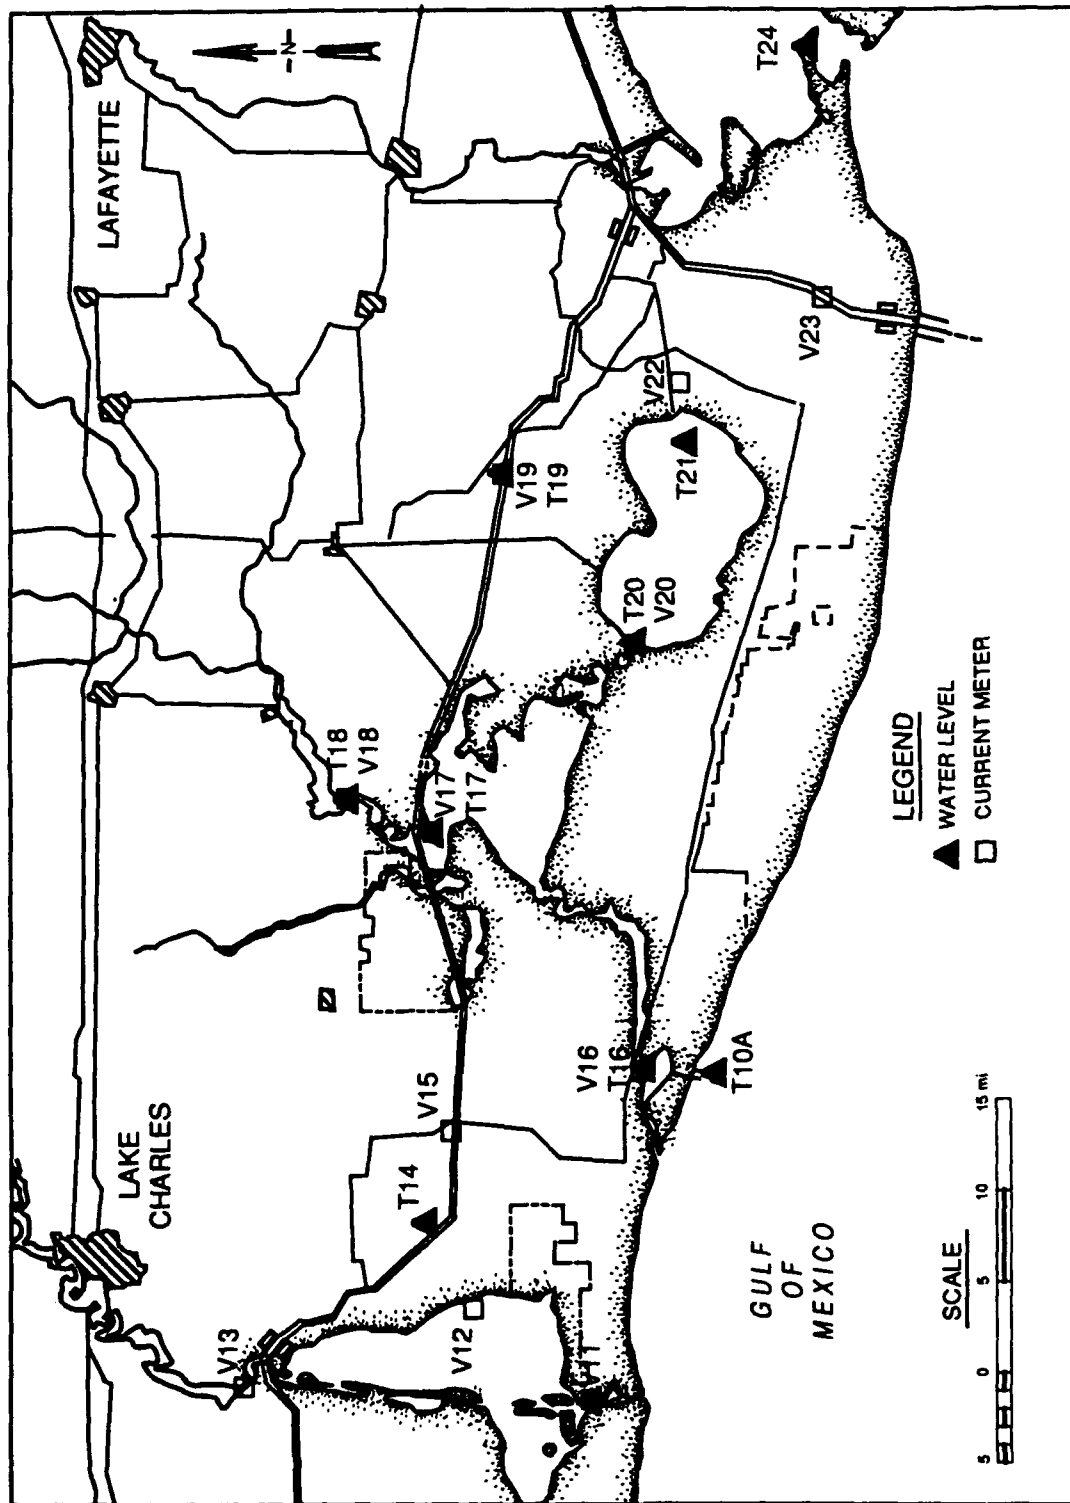 LAKE
CHARLES
LAFAYETTE
N
V13
T14
V15
T18
V18
V17
T17
V19
T19
V12
V16
T16
T20
V20
V22
T21
T10A
V23
T24
GULF
OF
MEXICO
SCALE
5 0 5 10 15 mi
LEGEND
WATER LEVEL
CURRENT METER